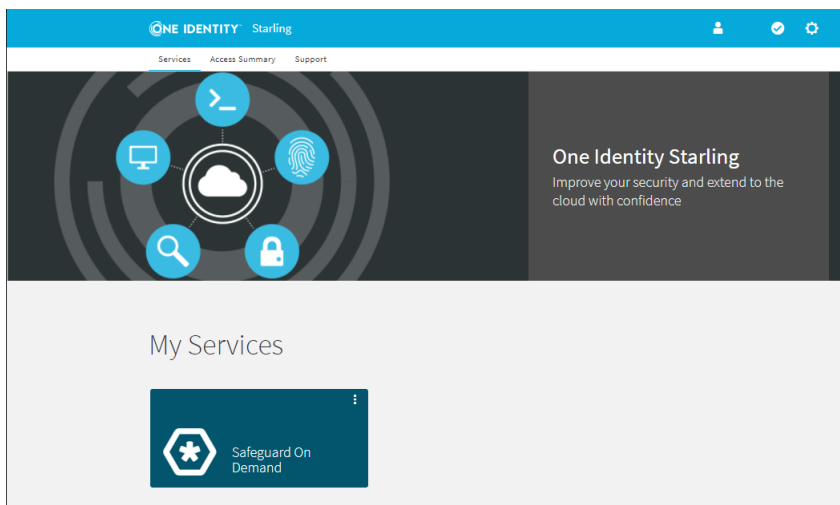 ONE IDENTITY™ Starling
Services Access Summary Support
One Identity Starling
Improve your security and extend to the
cloud with confidence
My Services
Safeguard On
Demand